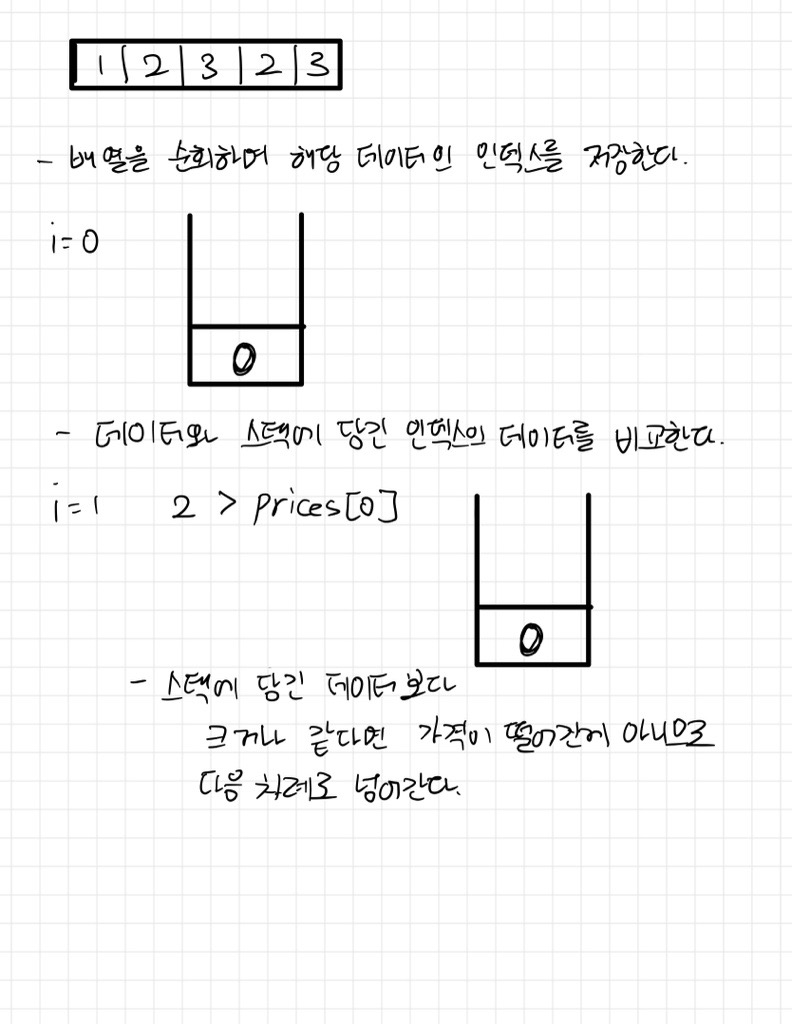 1 | 2 | 3 | 2 | 3
- 배열을 순회하며 해당 데이터의 인덱스를 저장한다.
i=0
0
- 데이터와 스택에 담긴 인덱스의 데이터를 비교한다.
i=1 2 > prices[0]
0
- 스택에 담긴 데이터보다
크거나 같다면 가격이 떨어간게 아니므로
다음 차례로 넘어간다.